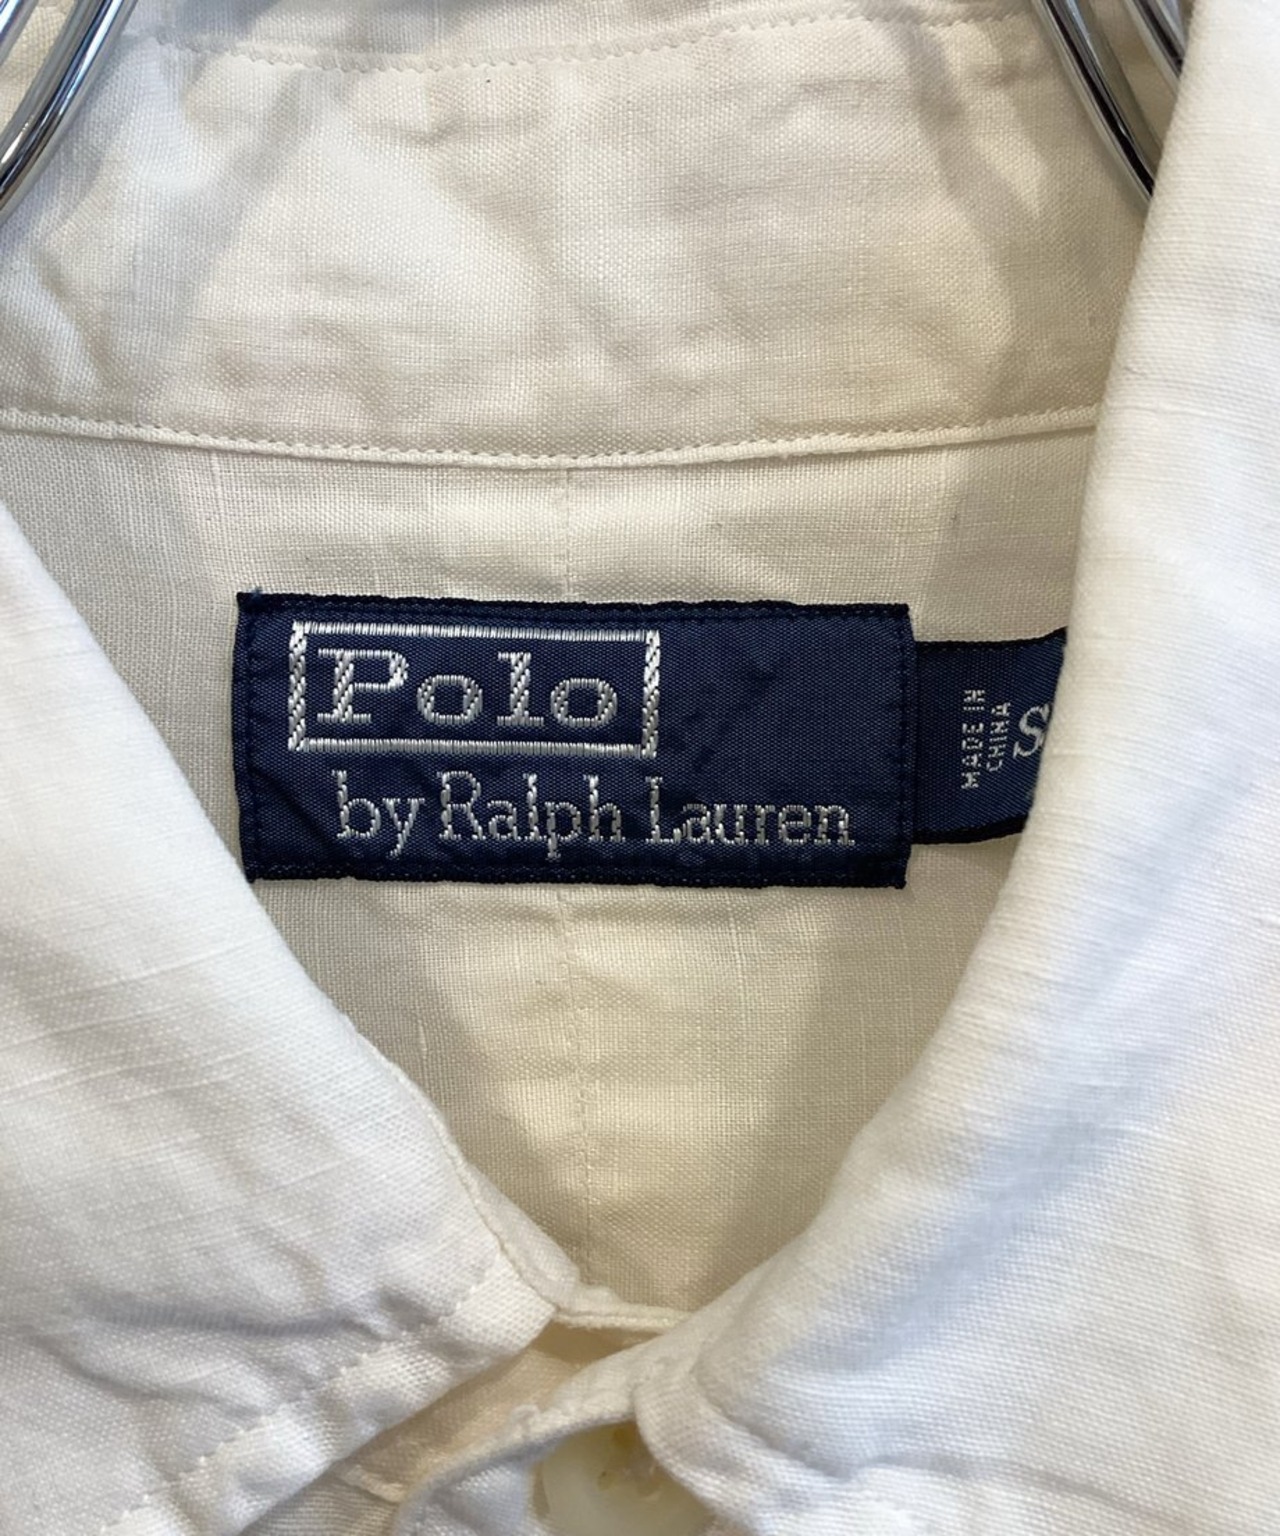 Polo
by Ralph Lauren
MADE IN
CHINA
S